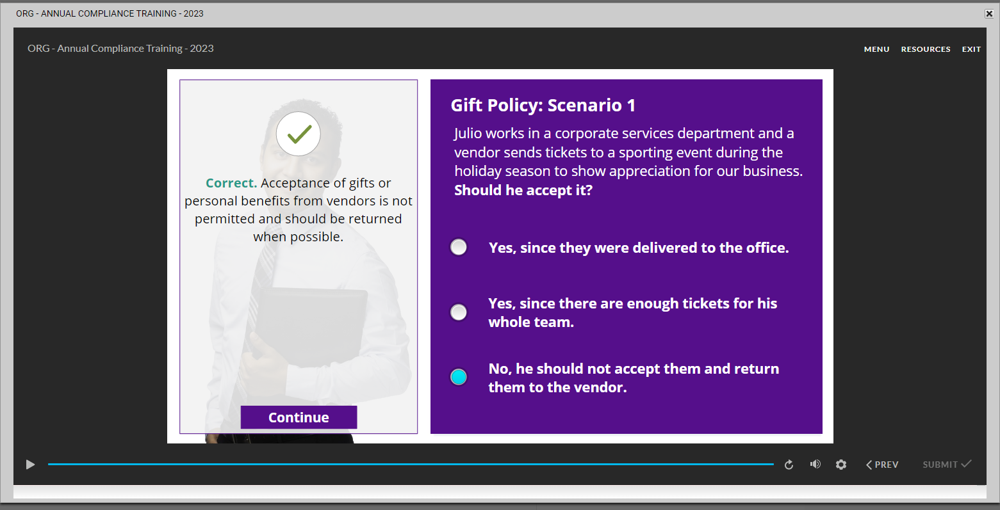 ORG - ANNUAL COMPLIANCE TRAINING - 2023
ORG - Annual Compliance Training - 2023
MENU RESOURCES EXIT
Correct. Acceptance of gifts or
personal benefits from vendors is not
permitted and should be returned
when possible.
Continue
Gift Policy: Scenario 1
Julio works in a corporate services department and a
vendor sends tickets to a sporting event during the
holiday season to show appreciation for our business.
Should he accept it?
Yes, since they were delivered to the office.
Yes, since there are enough tickets for his
whole team.
No, he should not accept them and return
them to the vendor.
PREV SUBMIT